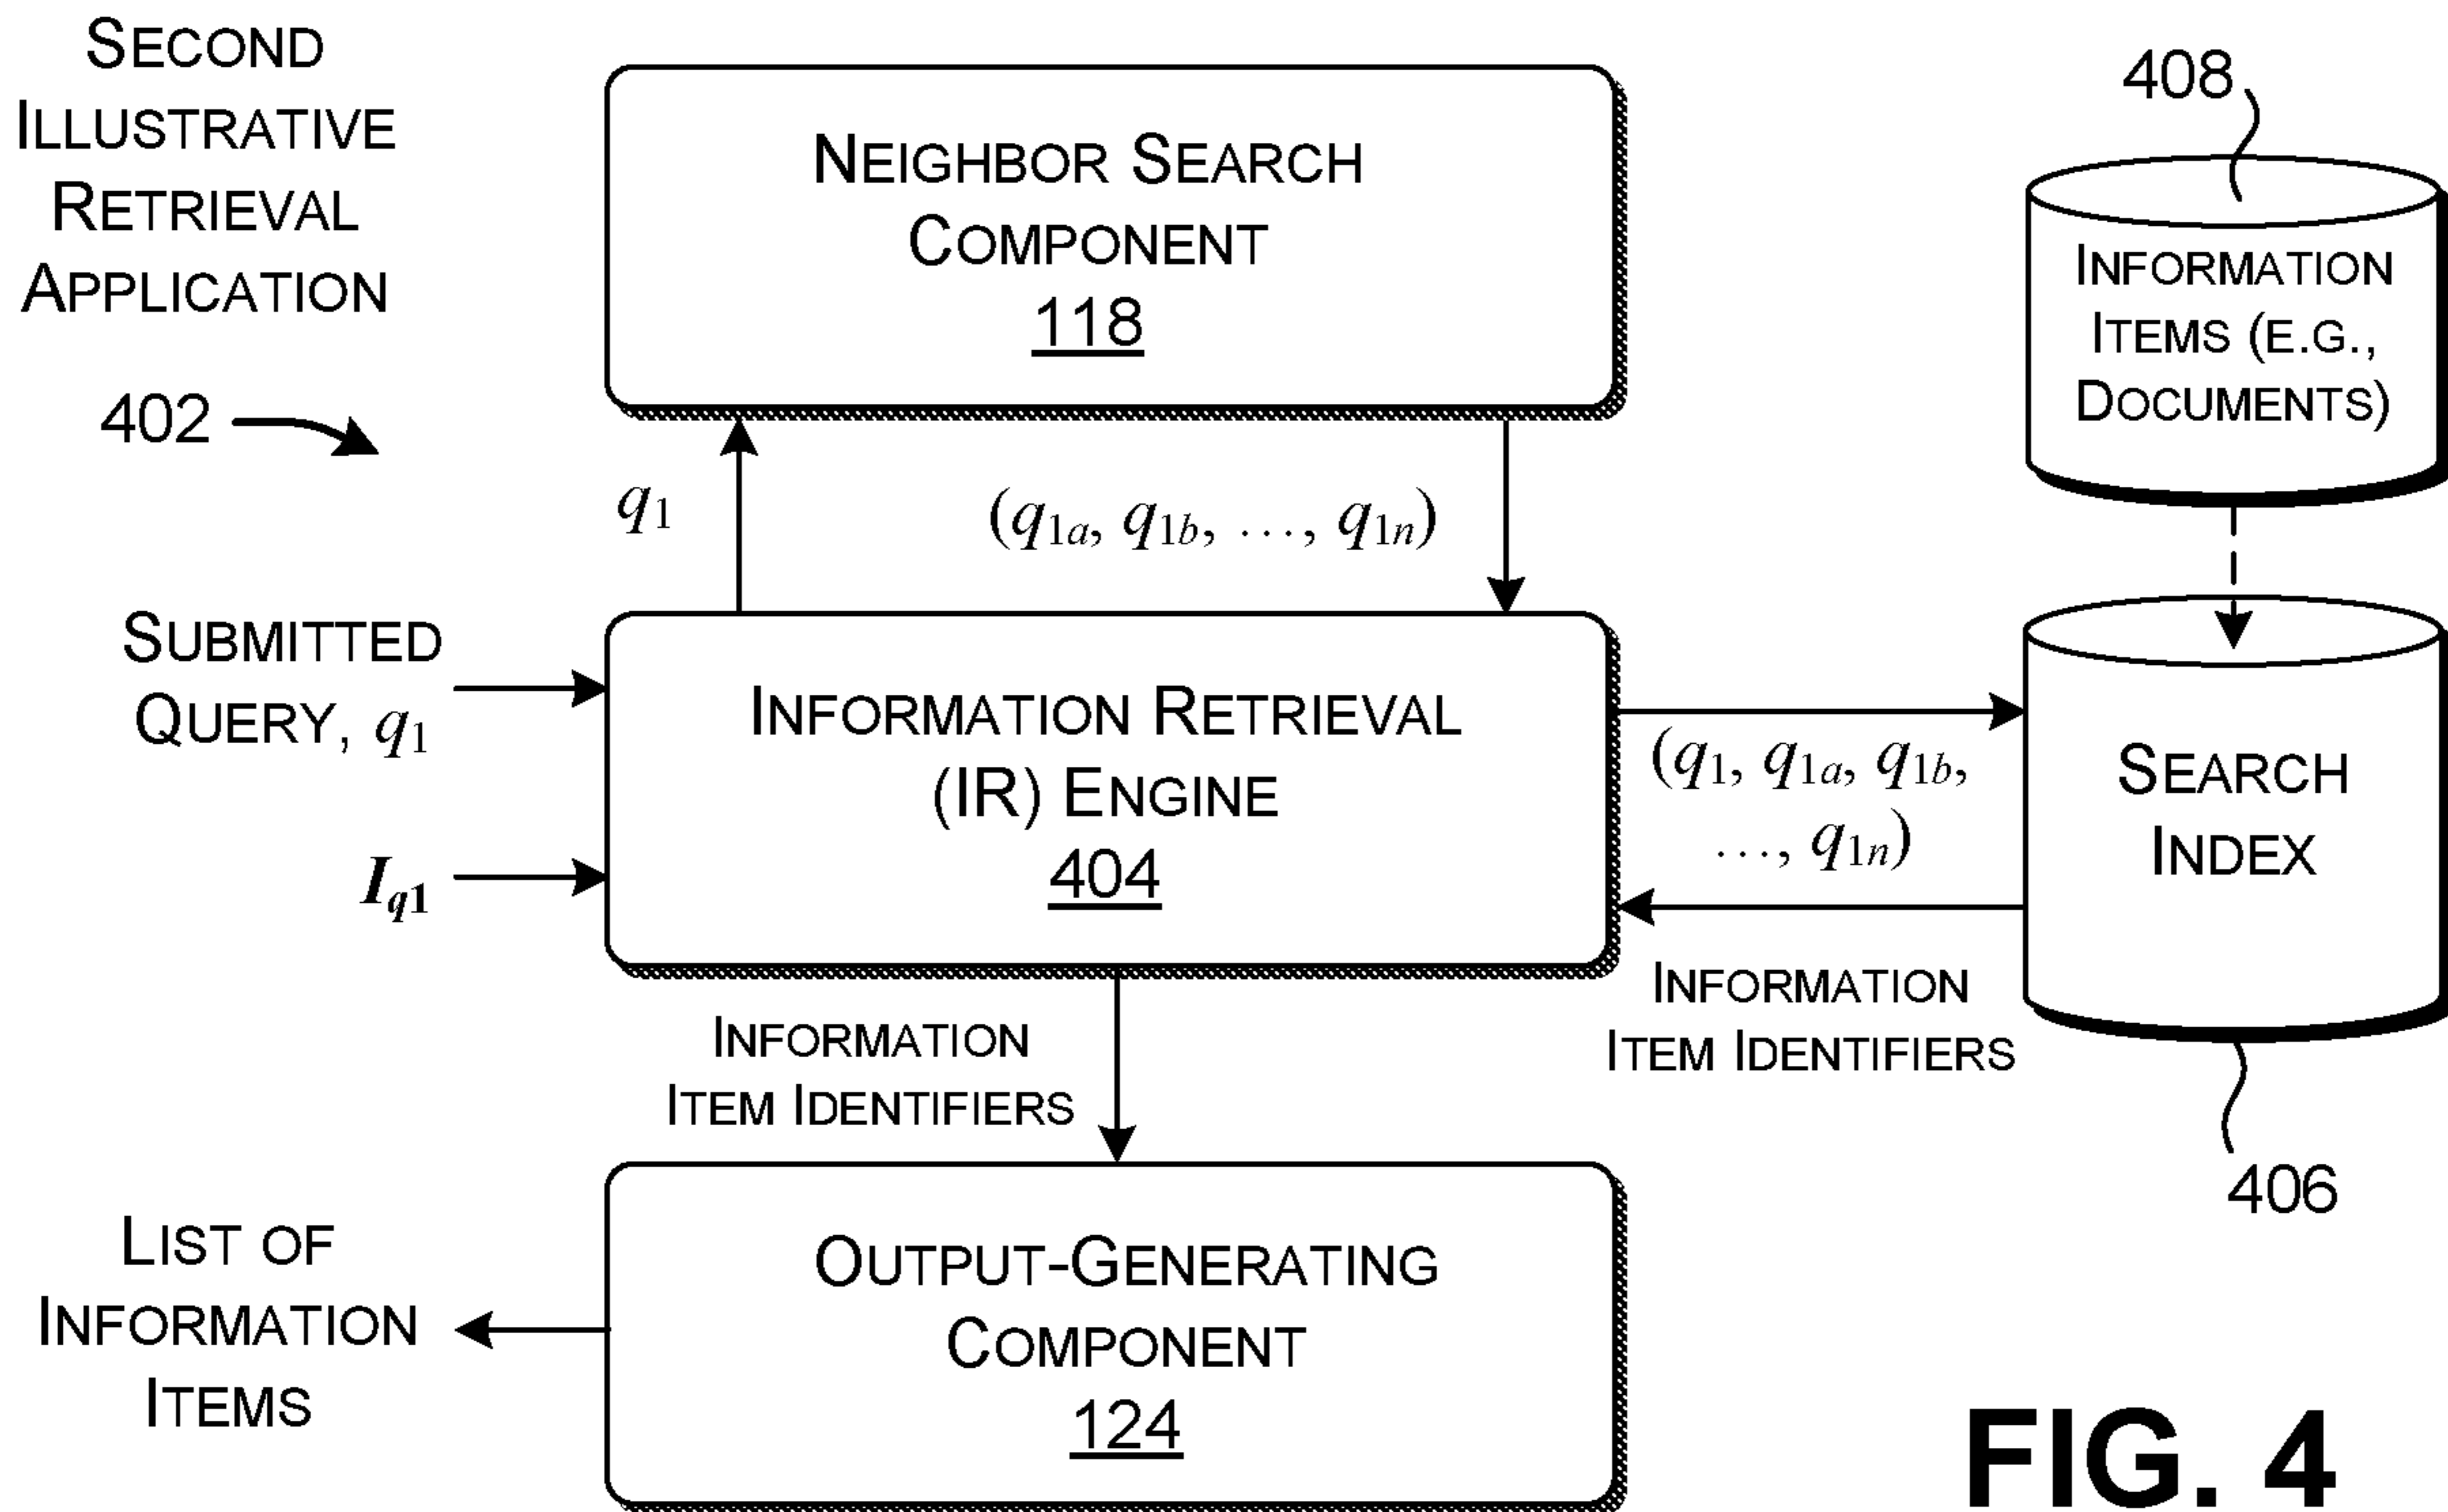 SECOND
ILLUSTRATIVE
RETRIEVAL
APPLICATION
402
NEIGHBOR SEARCH
COMPONENT
118
408
INFORMATION
ITEMS (E.G.,
DOCUMENTS)
q1
(q1a, q1b, …, q1n)
SUBMITTED
QUERY, q1
Iq1
INFORMATION RETRIEVAL
(IR) ENGINE
404
(q1, q1a, q1b,
…, q1n)
SEARCH
INDEX
INFORMATION
ITEM IDENTIFIERS
406
INFORMATION
ITEM IDENTIFIERS
OUTPUT-GENERATING
COMPONENT
124
LIST OF
INFORMATION
ITEMS
FIG. 4